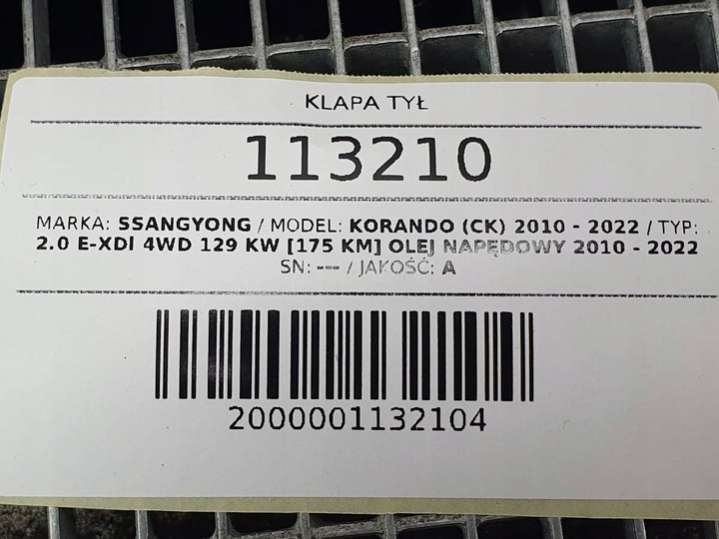 KLAPA TYŁ
113210
MARKA: SSANGYONG / MODEL: KORANDO (CK) 2010 - 2022 / TYP:
2.0 E-XDI 4WD 129 KW [175 KM] OLEJ NAPĘDOWY 2010 - 2022
SN: --- / JAKOŚĆ: A
2000001132104